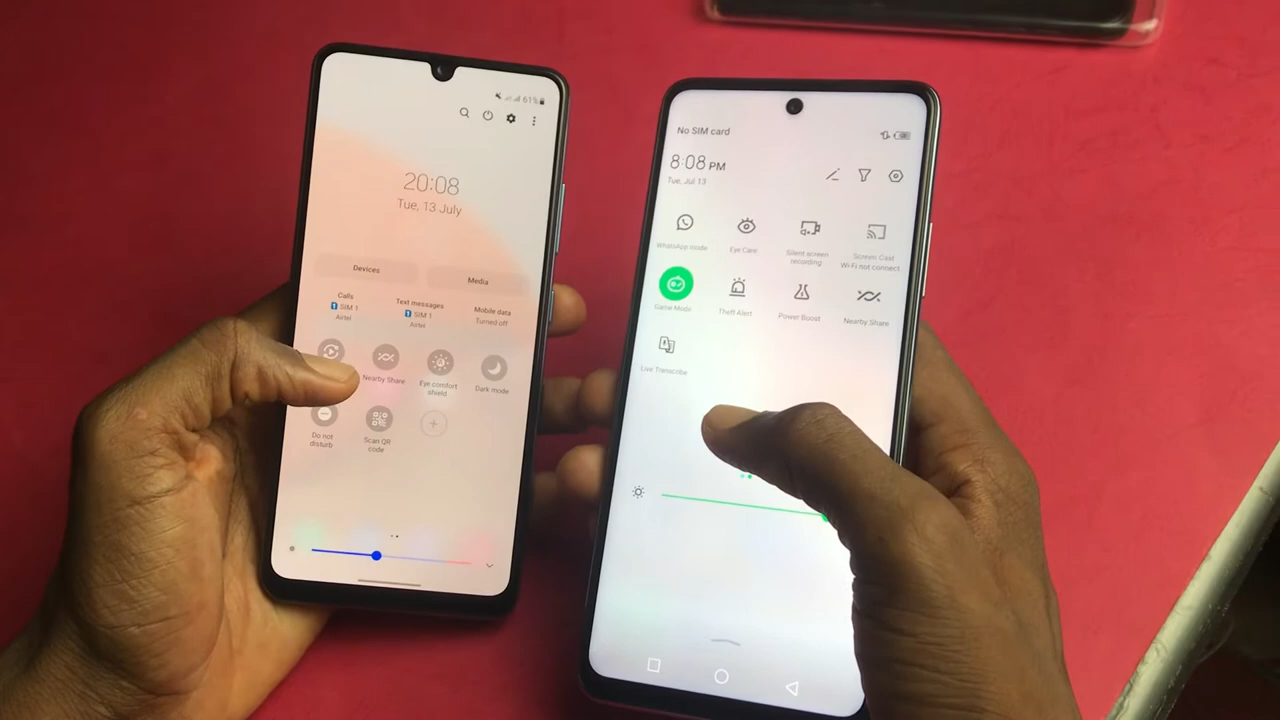 61%
20:08
Tue, 13 July
Devices
Media
Calls
SIM 1
Airtel
Text messages
SIM 1
Airtel
Mobile data
Turned off
Nearby Share
Eye comfort
shield
Dark mode
Do not
disturb
Scan QR
code
No SIM card
8:08 PM
Tue, Jul 13
WhatsApp mode
Eye Care
Silent screen
recording
Screen Cast
Wi-Fi not connect..
Game Mode
Theft Alert
Power Boost
Nearby Share
Live Transcribe